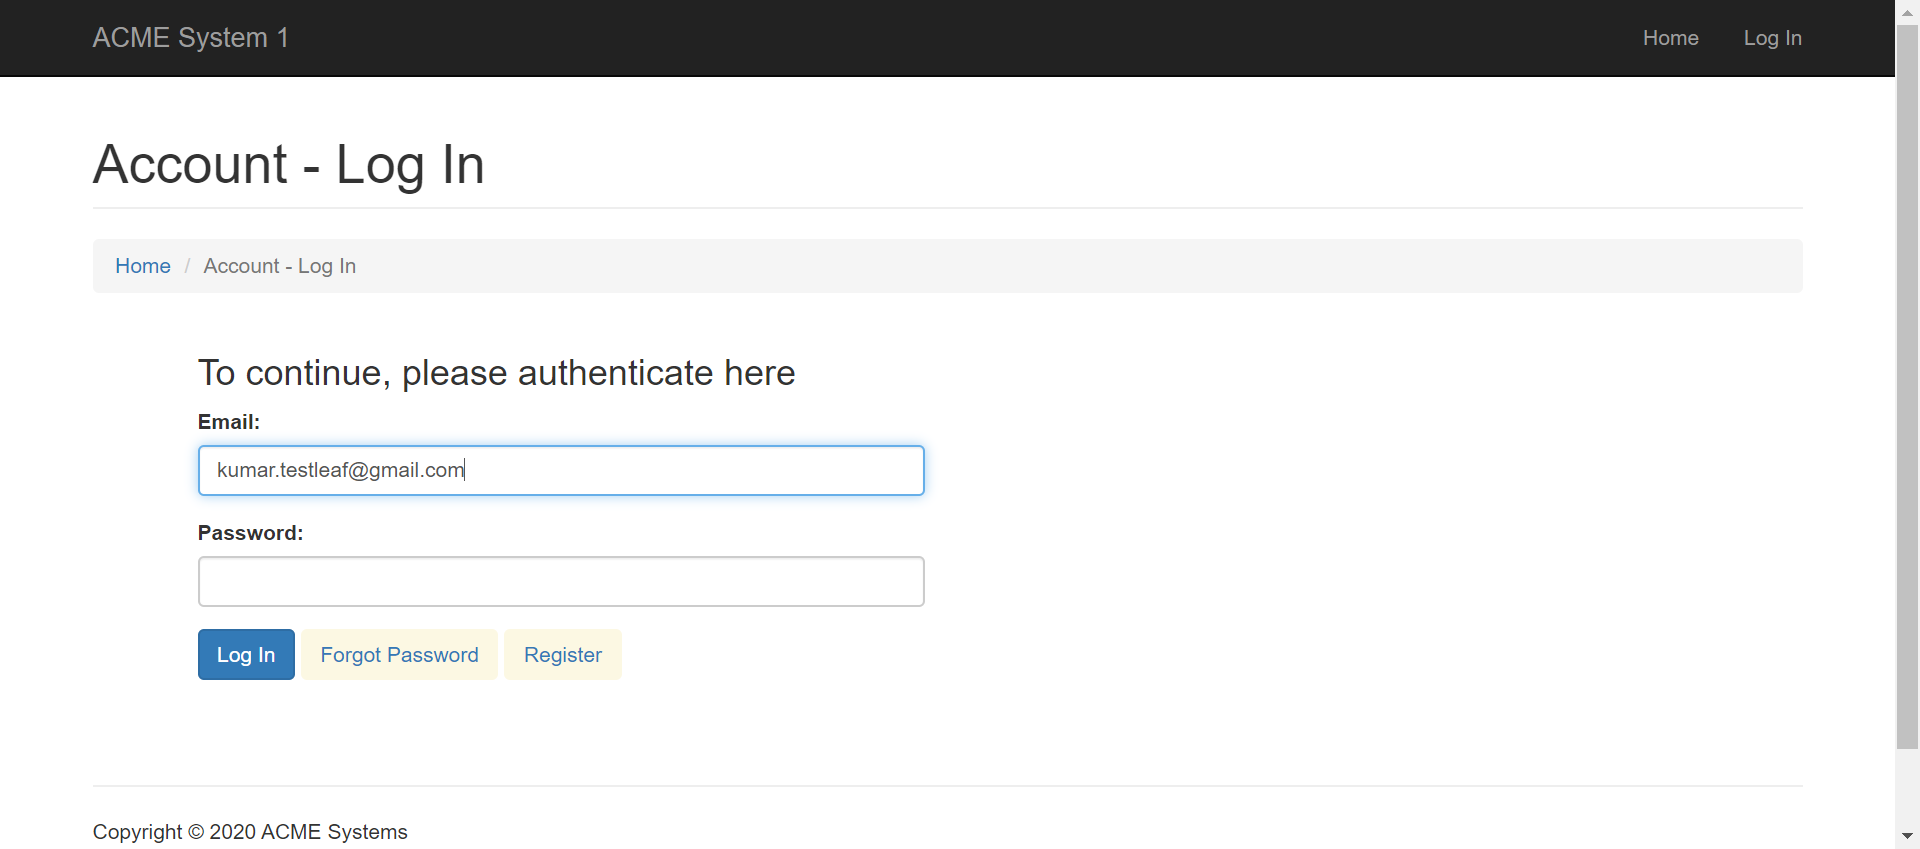 ACME System 1 Home Log In
Account - Log In
Home / Account - Log In
To continue, please authenticate here
Email:
kumar.testleaf@gmail.com
Password:
Log In Forgot Password Register
Copyright © 2020 ACME Systems